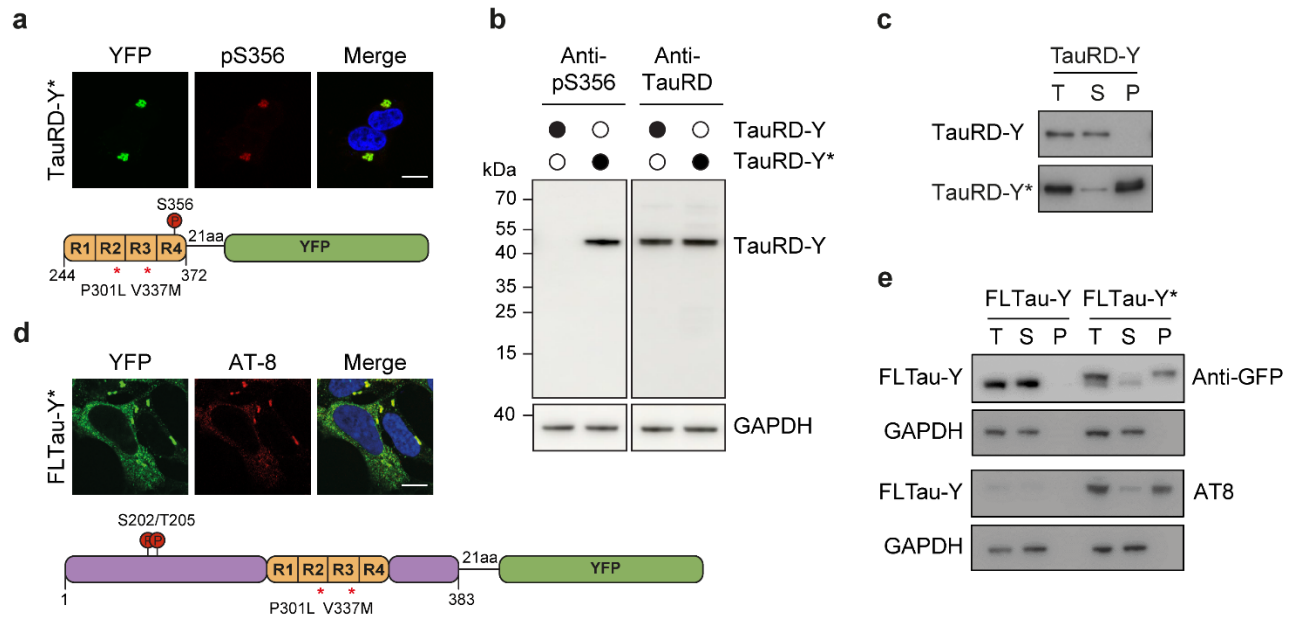 a
YFP pS356 Merge
TauRD-Y*
S356
P
R1 R2 R3 R4
21aa
YFP
244 372
* *
P301L V337M
b
Anti-pS356
Anti-TauRD
TauRD-Y
TauRD-Y*
kDa
70
55
40
35
25
15
TauRD-Y
40
GAPDH
c
TauRD-Y
T S P
TauRD-Y
TauRD-Y*
d
YFP AT-8 Merge
FLTau-Y*
S202/T205
P P
R1 R2 R3 R4
21aa
YFP
1 383
* *
P301L V337M
e
FLTau-Y FLTau-Y*
T S P T S P
FLTau-Y Anti-GFP
GAPDH
FLTau-Y AT8
GAPDH